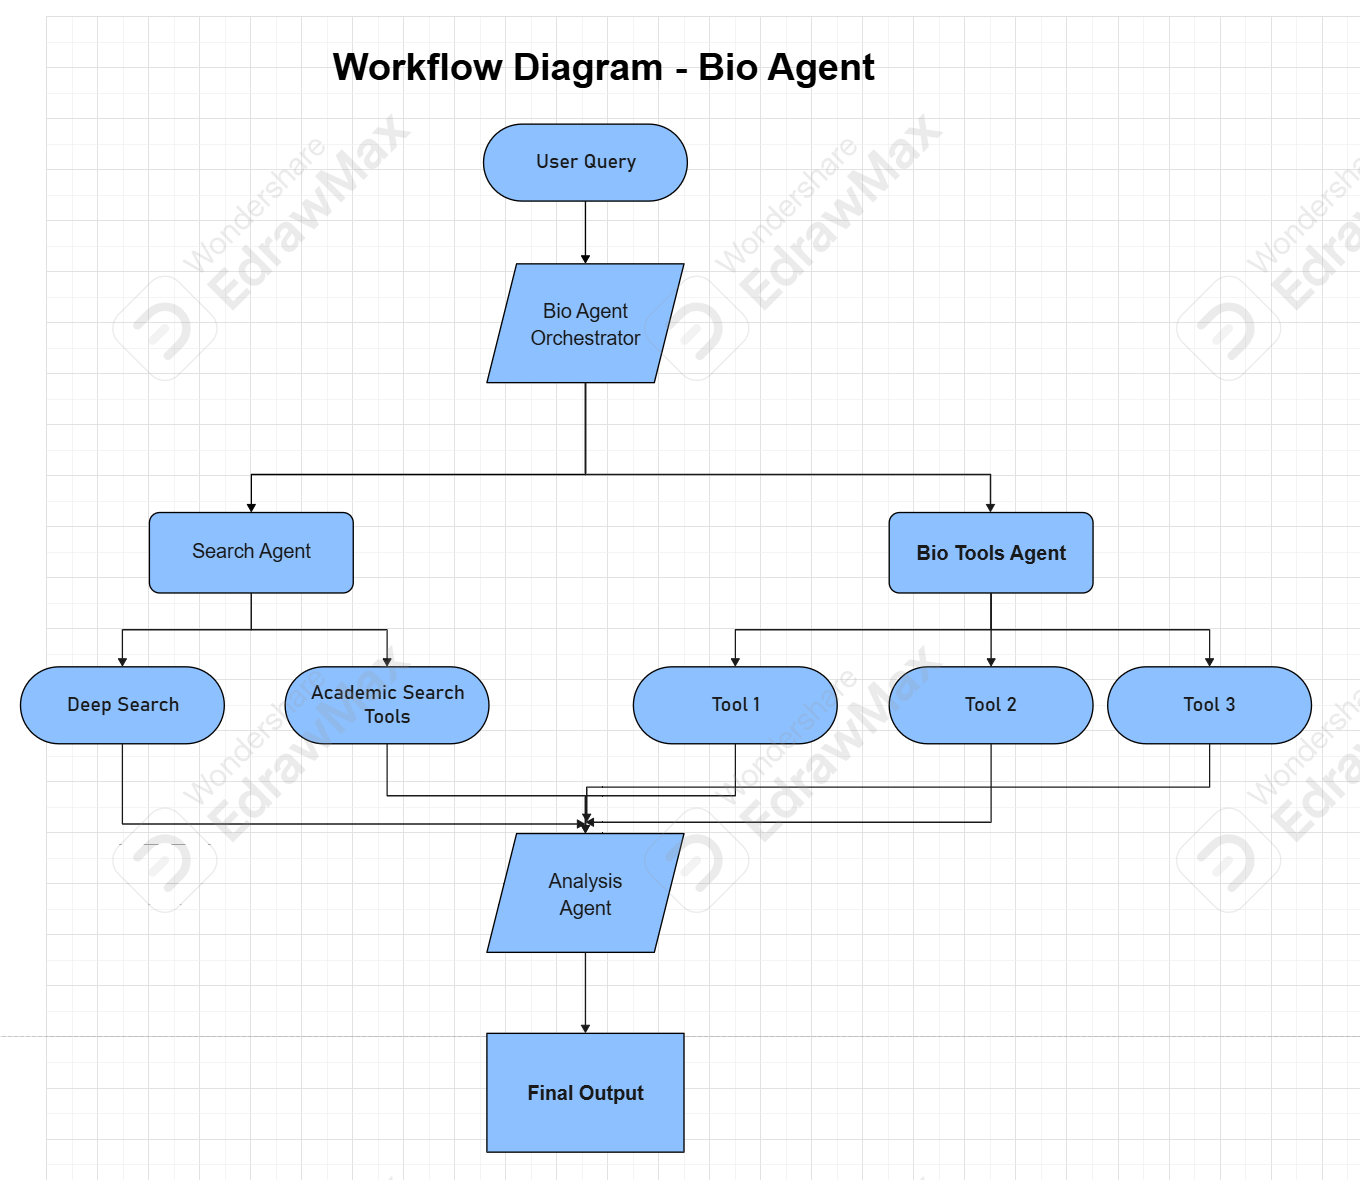 Workflow Diagram - Bio Agent
User Query
Bio Agent
Orchestrator
Search Agent
Bio Tools Agent
Deep Search
Academic Search
Tools
Tool 1
Tool 2
Tool 3
Analysis
Agent
Final Output
Wondershare
EdrawMax
Wondershare
EdrawMax
Wondershare
EdrawMax
Wondershare
EdrawMax
Wondershare
EdrawMax
Wondershare
EdrawMax